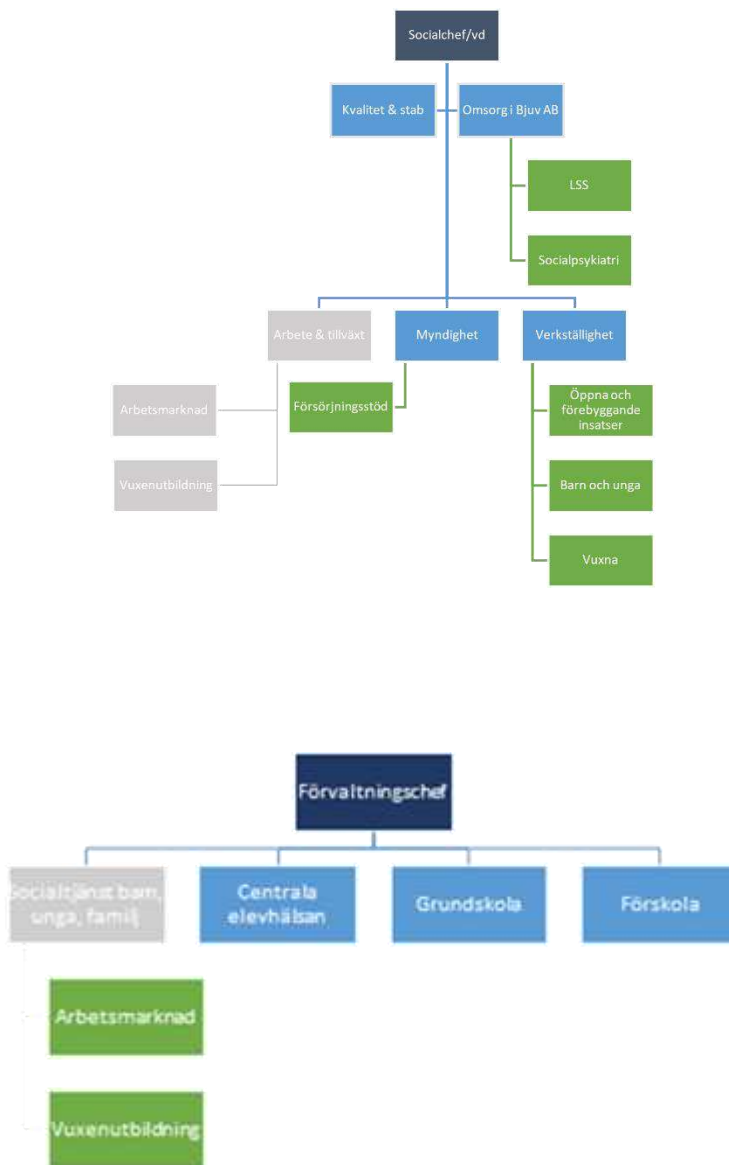 Socialchef/vd
Kvalitet & stab
Omsorg i Bjuv AB
LSS
Socialpsykiatri
Arbete & tillväxt
Myndighet
Verkställighet
Arbetsmarknad
Försörjningsstöd
Öppna och
förebyggande
insatser
Vuxenutbildning
Barn och unga
Vuxna
Förvaltningschef
Socialtjänst barn,
unga, familj
Centrala
elevhälsan
Grundskola
Förskola
Arbetsmarknad
Vuxenutbildning